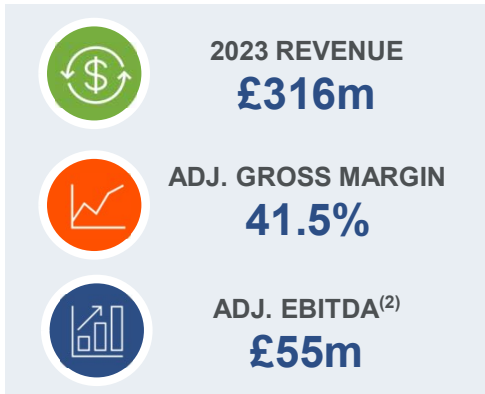 $
2023 REVENUE
£316m
ADJ. GROSS MARGIN
41.5%
ADJ. EBITDA(2)
£55m